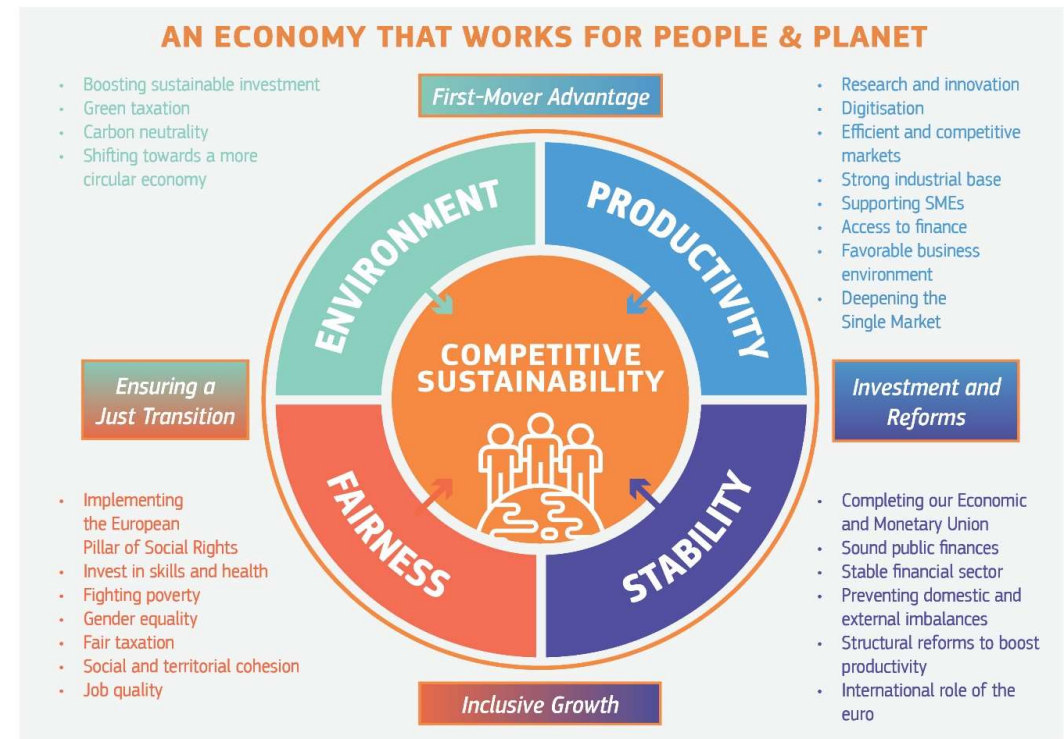 AN ECONOMY THAT WORKS FOR PEOPLE & PLANET
• Boosting sustainable investment
• Green taxation
• Carbon neutrality
• Shifting towards a more
circular economy
First-Mover Advantage
• Research and innovation
• Digitisation
• Efficient and competitive
markets
• Strong industrial base
• Supporting SMEs
• Access to finance
• Favorable business
environment
• Deepening the
Single Market
ENVIRONMENT
PRODUCTIVITY
COMPETITIVE
SUSTAINABILITY
Ensuring a
Just Transition
Investment and
Reforms
FAIRNESS
STABILITY
• Implementing
the European
Pillar of Social Rights
• Invest in skills and health
• Fighting poverty
• Gender equality
• Fair taxation
• Social and territorial cohesion
• Job quality
• Completing our Economic
and Monetary Union
• Sound public finances
• Stable financial sector
• Preventing domestic and
external imbalances
• Structural reforms to boost
productivity
• International role of the
euro
Inclusive Growth